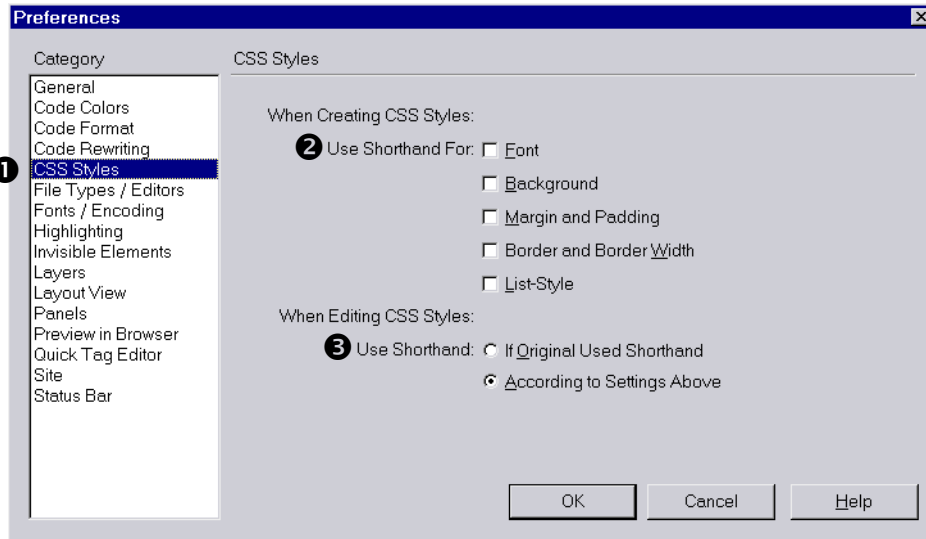 Preferences
Category
CSS Styles
General
Code Colors
Code Format
Code Rewriting
❶ CSS Styles
File Types / Editors
Fonts / Encoding
Highlighting
Invisible Elements
Layers
Layout View
Panels
Preview in Browser
Quick Tag Editor
Site
Status Bar
When Creating CSS Styles:
❷ Use Shorthand For: Font
Background
Margin and Padding
Border and Border Width
List-Style
When Editing CSS Styles:
❸ Use Shorthand: If Original Used Shorthand
According to Settings Above
OK Cancel Help